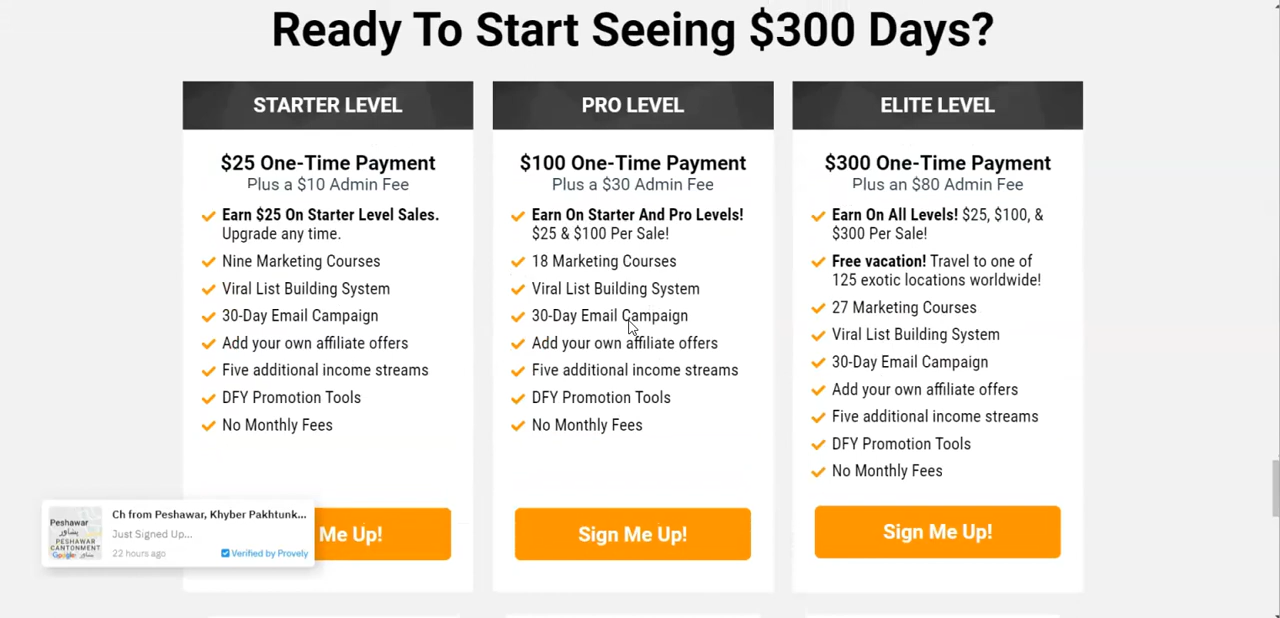 Ready To Start Seeing $300 Days?
STARTER LEVEL
$25 One-Time Payment
Plus a $10 Admin Fee
Earn $25 On Starter Level Sales.
Upgrade any time.
Nine Marketing Courses
Viral List Building System
30-Day Email Campaign
Add your own affiliate offers
Five additional income streams
DFY Promotion Tools
No Monthly Fees
Me Up!
PRO LEVEL
$100 One-Time Payment
Plus a $30 Admin Fee
Earn On Starter And Pro Levels!
$25 & $100 Per Sale!
18 Marketing Courses
Viral List Building System
30-Day Email Campaign
Add your own affiliate offers
Five additional income streams
DFY Promotion Tools
No Monthly Fees
Sign Me Up!
ELITE LEVEL
$300 One-Time Payment
Plus an $80 Admin Fee
Earn On All Levels! $25, $100, &
$300 Per Sale!
Free vacation! Travel to one of
125 exotic locations worldwide!
27 Marketing Courses
Viral List Building System
30-Day Email Campaign
Add your own affiliate offers
Five additional income streams
DFY Promotion Tools
No Monthly Fees
Sign Me Up!
Peshawar
پشاور
PESHAWAR
CANTONMENT
Google
Ch from Peshawar, Khyber Pakhtunk...
Just Signed Up...
22 hours ago
Verified by Provely